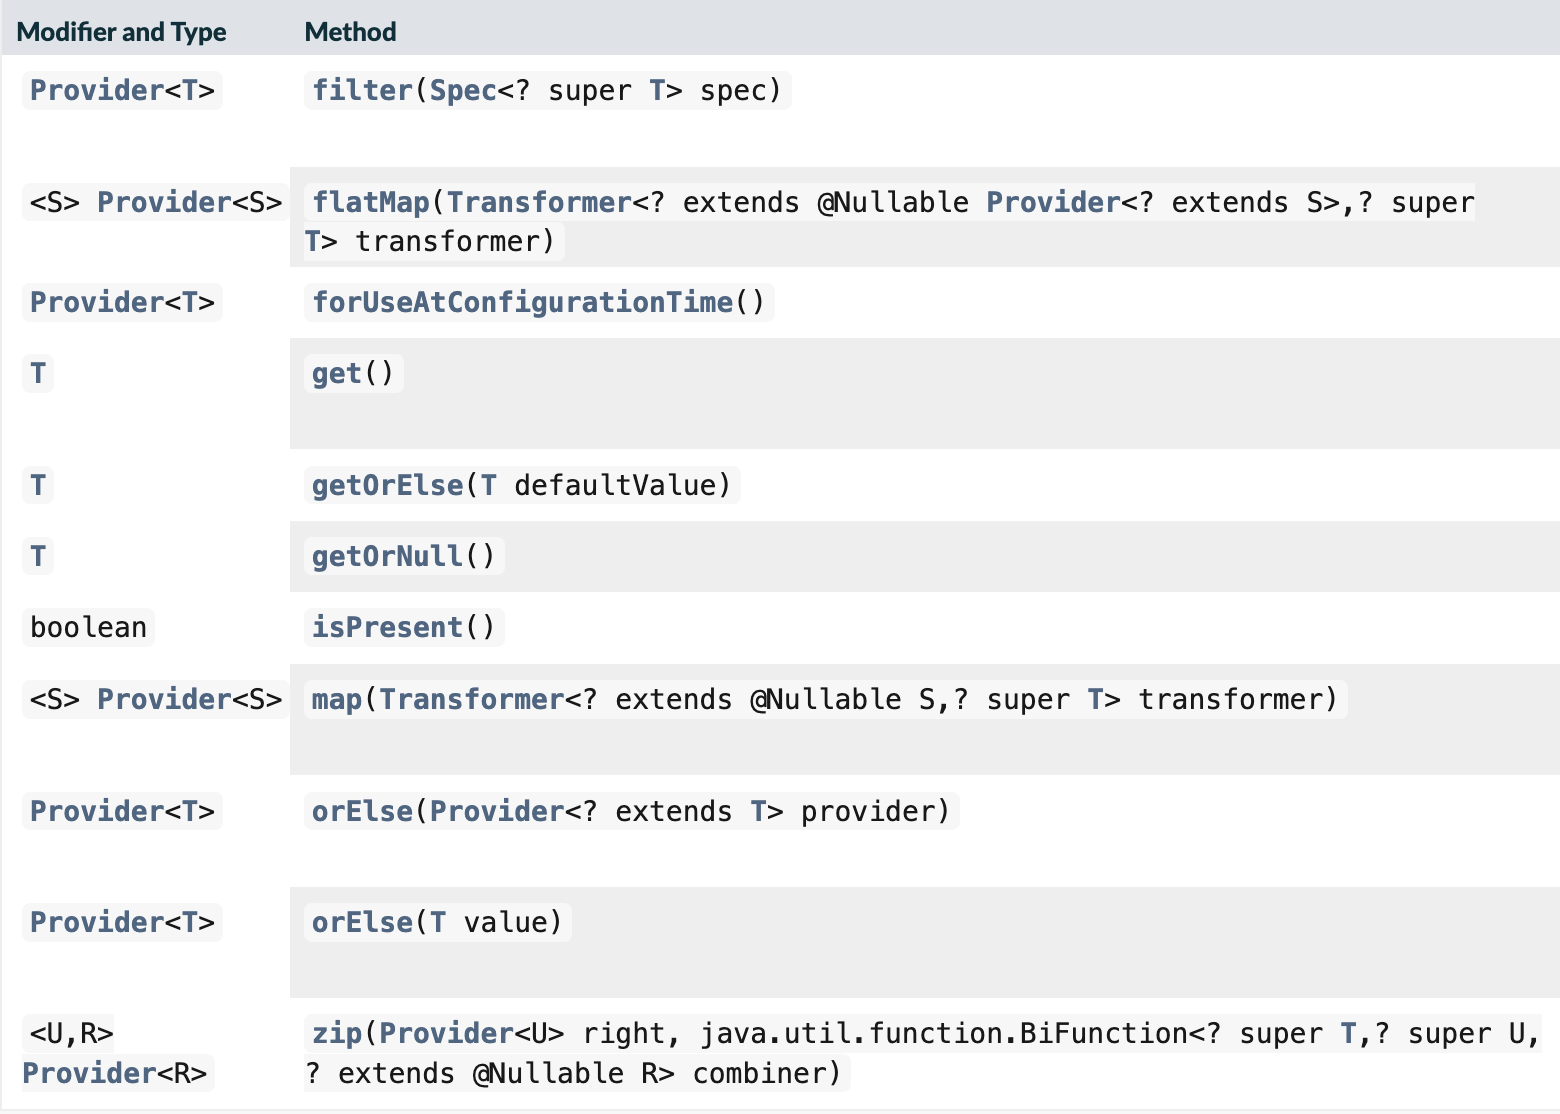 Modifier and Type Method
Provider<T> filter(Spec<? super T> spec)
<S> Provider<S> flatMap(Transformer<? extends @Nullable Provider<? extends S>,? super
T> transformer)
Provider<T> forUseAtConfigurationTime()
T get()
T getOrElse(T defaultValue)
T getOrNull()
boolean isPresent()
<S> Provider<S> map(Transformer<? extends @Nullable S,? super T> transformer)
Provider<T> orElse(Provider<? extends T> provider)
Provider<T> orElse(T value)
<U,R> zip(Provider<U> right, java.util.function.BiFunction<? super T,? super U,
Provider<R> ? extends @Nullable R> combiner)